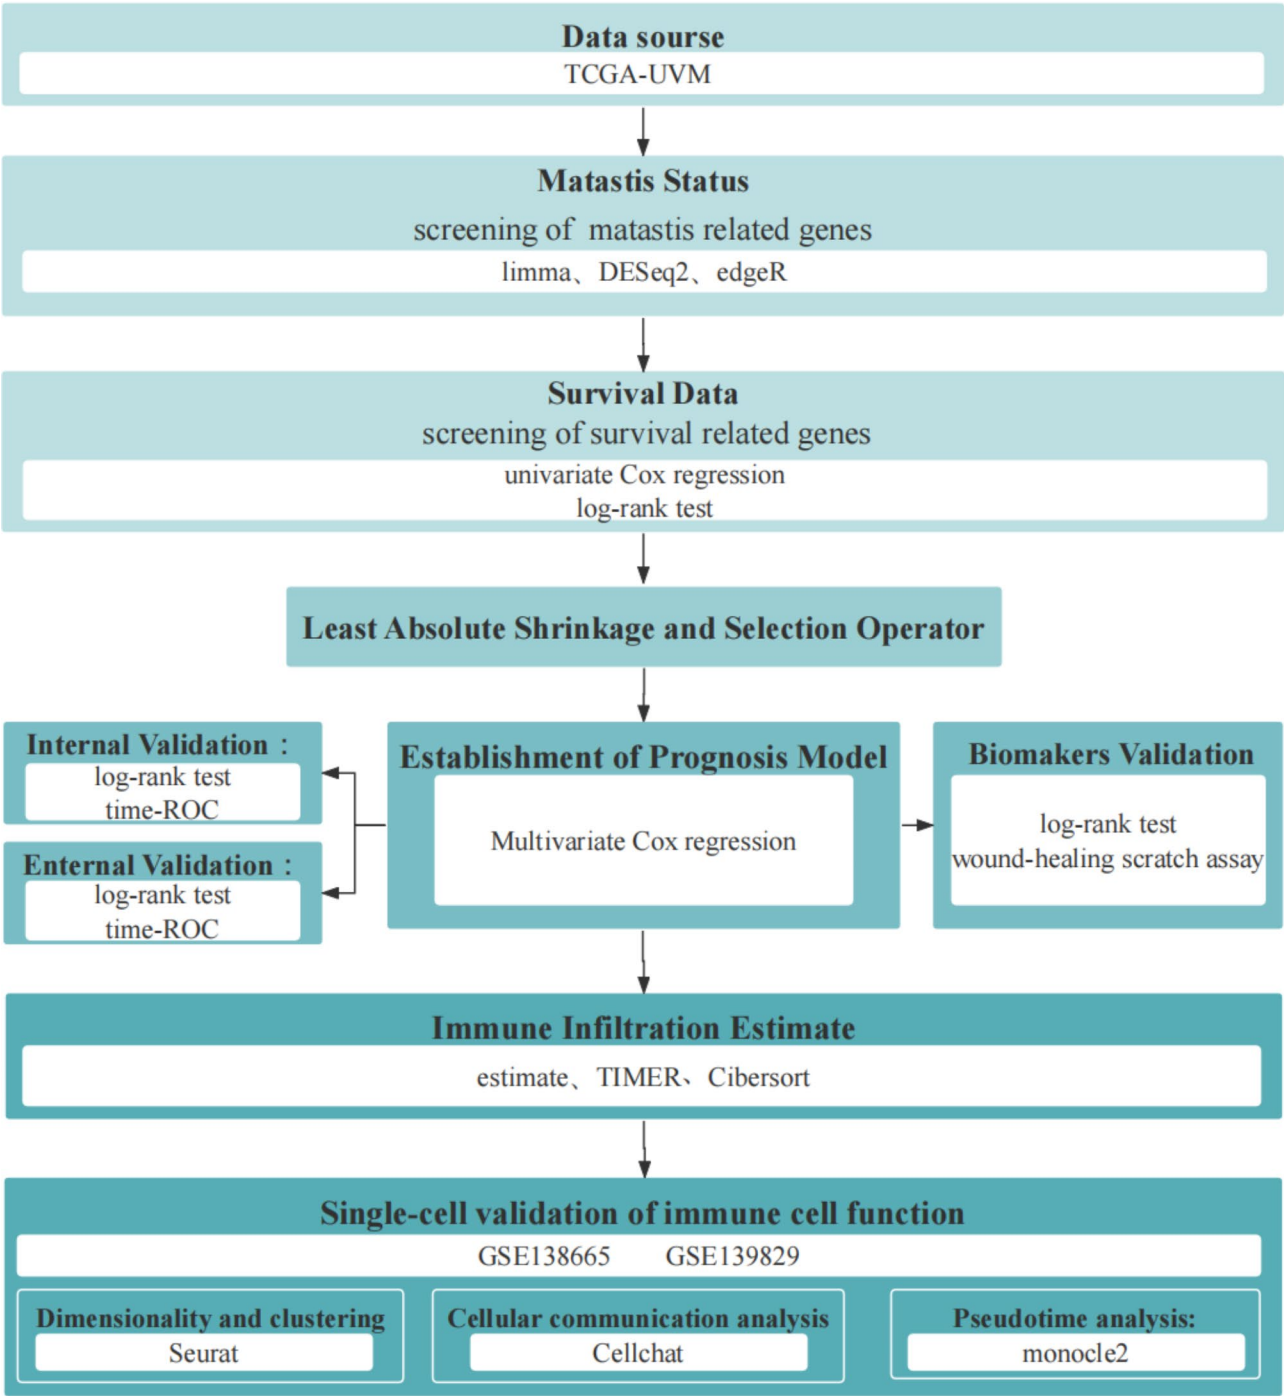 Data sourse
TCGA-UVM
Matastis Status
screening of matastis related genes
limma、DESeq2、edgeR
Survival Data
screening of survival related genes
univariate Cox regression
log-rank test
Least Absolute Shrinkage and Selection Operator
Internal Validation：
log-rank test
time-ROC
Enternal Validation：
log-rank test
time-ROC
Establishment of Prognosis Model
Multivariate Cox regression
Biomakers Validation
log-rank test
wound-healing scratch assay
Immune Infiltration Estimate
estimate、TIMER、Cibersort
Single-cell validation of immune cell function
GSE138665 GSE139829
Dimensionality and clustering
Seurat
Cellular communication analysis
Cellchat
Pseudotime analysis:
monocle2